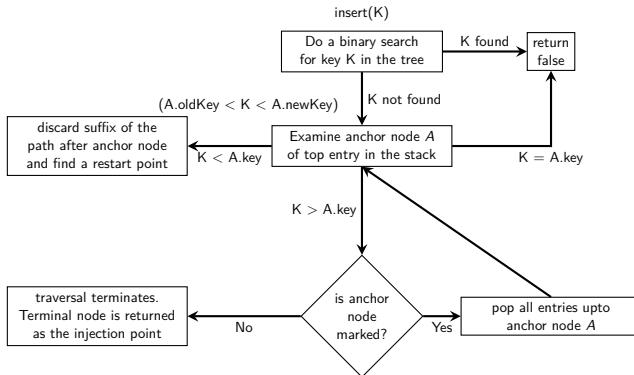 insert(K)
Do a binary search
for key K in the tree
K found
return
false
(A.oldKey < K < A.newKey)
K not found
discard suffix of the
path after anchor node
and find a restart point
K < A.key
Examine anchor node A
of top entry in the stack
K = A.key
K > A.key
traversal terminates.
Terminal node is returned
as the injection point
No
is anchor
node
marked?
Yes
pop all entries upto
anchor node A